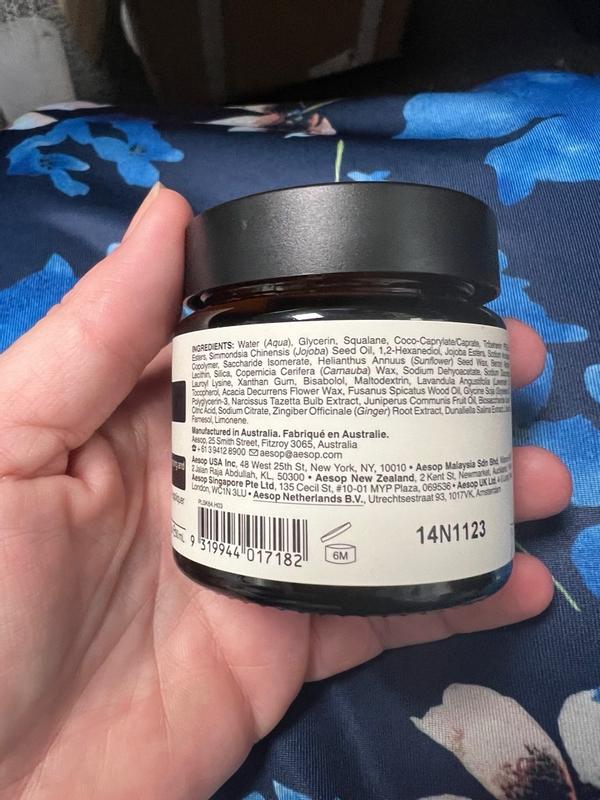 INGREDIENTS: Water (Aqua), Glycerin, Squalane, Coco-Caprylate/Caprate,
Esters, Simmondsia Chinensis (Jojoba) Seed Oil, 1,2-Hexanediol, Jojoba Esters, Sodium
Copolymer, Saccharide Isomerate, Helianthus Annuus (Sunflower) Seed Wax,
Lecithin, Silica, Copernicia Cerifera (Carnauba) Wax, Sodium Dehyoacetate, Sodium
Lauroyl Lysine, Xanthan Gum, Bisabolol, Maltodextrin, Lavandula Angustifolia
Tocopherol, Acacia Decurrens Flower Wax, Fusanus Spicatus Wood Oil, Glycine Soja
Polyglycerin-3, Narcissus Tazetta Bulb Extract, Juniperus Communis Fruit Oil,
Citric Acid, Sodium Citrate, Zingiber Officinale (Ginger) Root Extract, Dunaliella Salina
Farnesol, Limonene.
Manufactured in Australia. Fabriqué en Australie.
Aesop, 25 Smith Street, Fitzroy 3065, Australia
+61 3 9412 8900 aesop@aesop.com
Aesop USA Inc, 48 West 25th St, New York, NY, 10010 • Aesop Malaysia Sdn Bhd,
2 Jalan Raja Abdullah, KL, 50300 • Aesop New Zealand, 2 Kent St, Newmarket,
Aesop Singapore Pte Ltd, 135 Cecil St, #10-01 MYP Plaza, 069536 • Aesop UK Ltd,
London, WC1N 3LU • Aesop Netherlands B.V., Utrechtsestraat 93, 1017VK, Amsterdam
9 319944 017182
6M
14N1123